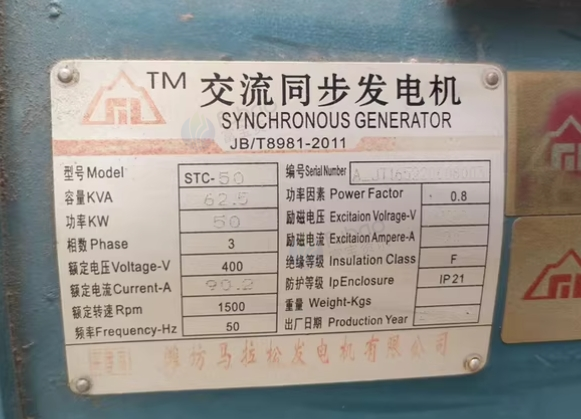 TM 交流同步发电机
SYNCHRONOUS GENERATOR
JB/T8981-2011
型号Model STC-50
容量KVA 62.5
功率KW 50
相数Phase 3
额定电压Voltage-V 400
额定电流Current-A 90.2
额定转速Rpm 1500
频率Frequency-Hz 50
编号Serial Number
功率因素 Power Factor 0.8
励磁电压 Excitaion Volrage-V
励磁电流 Excitaion Ampere-A
绝缘等级 Insulation Class F
防护等级 IpEnclosure IP21
重量 Weight-Kgs
出厂日期 Production Year
潍坊马拉松发电机有限公司